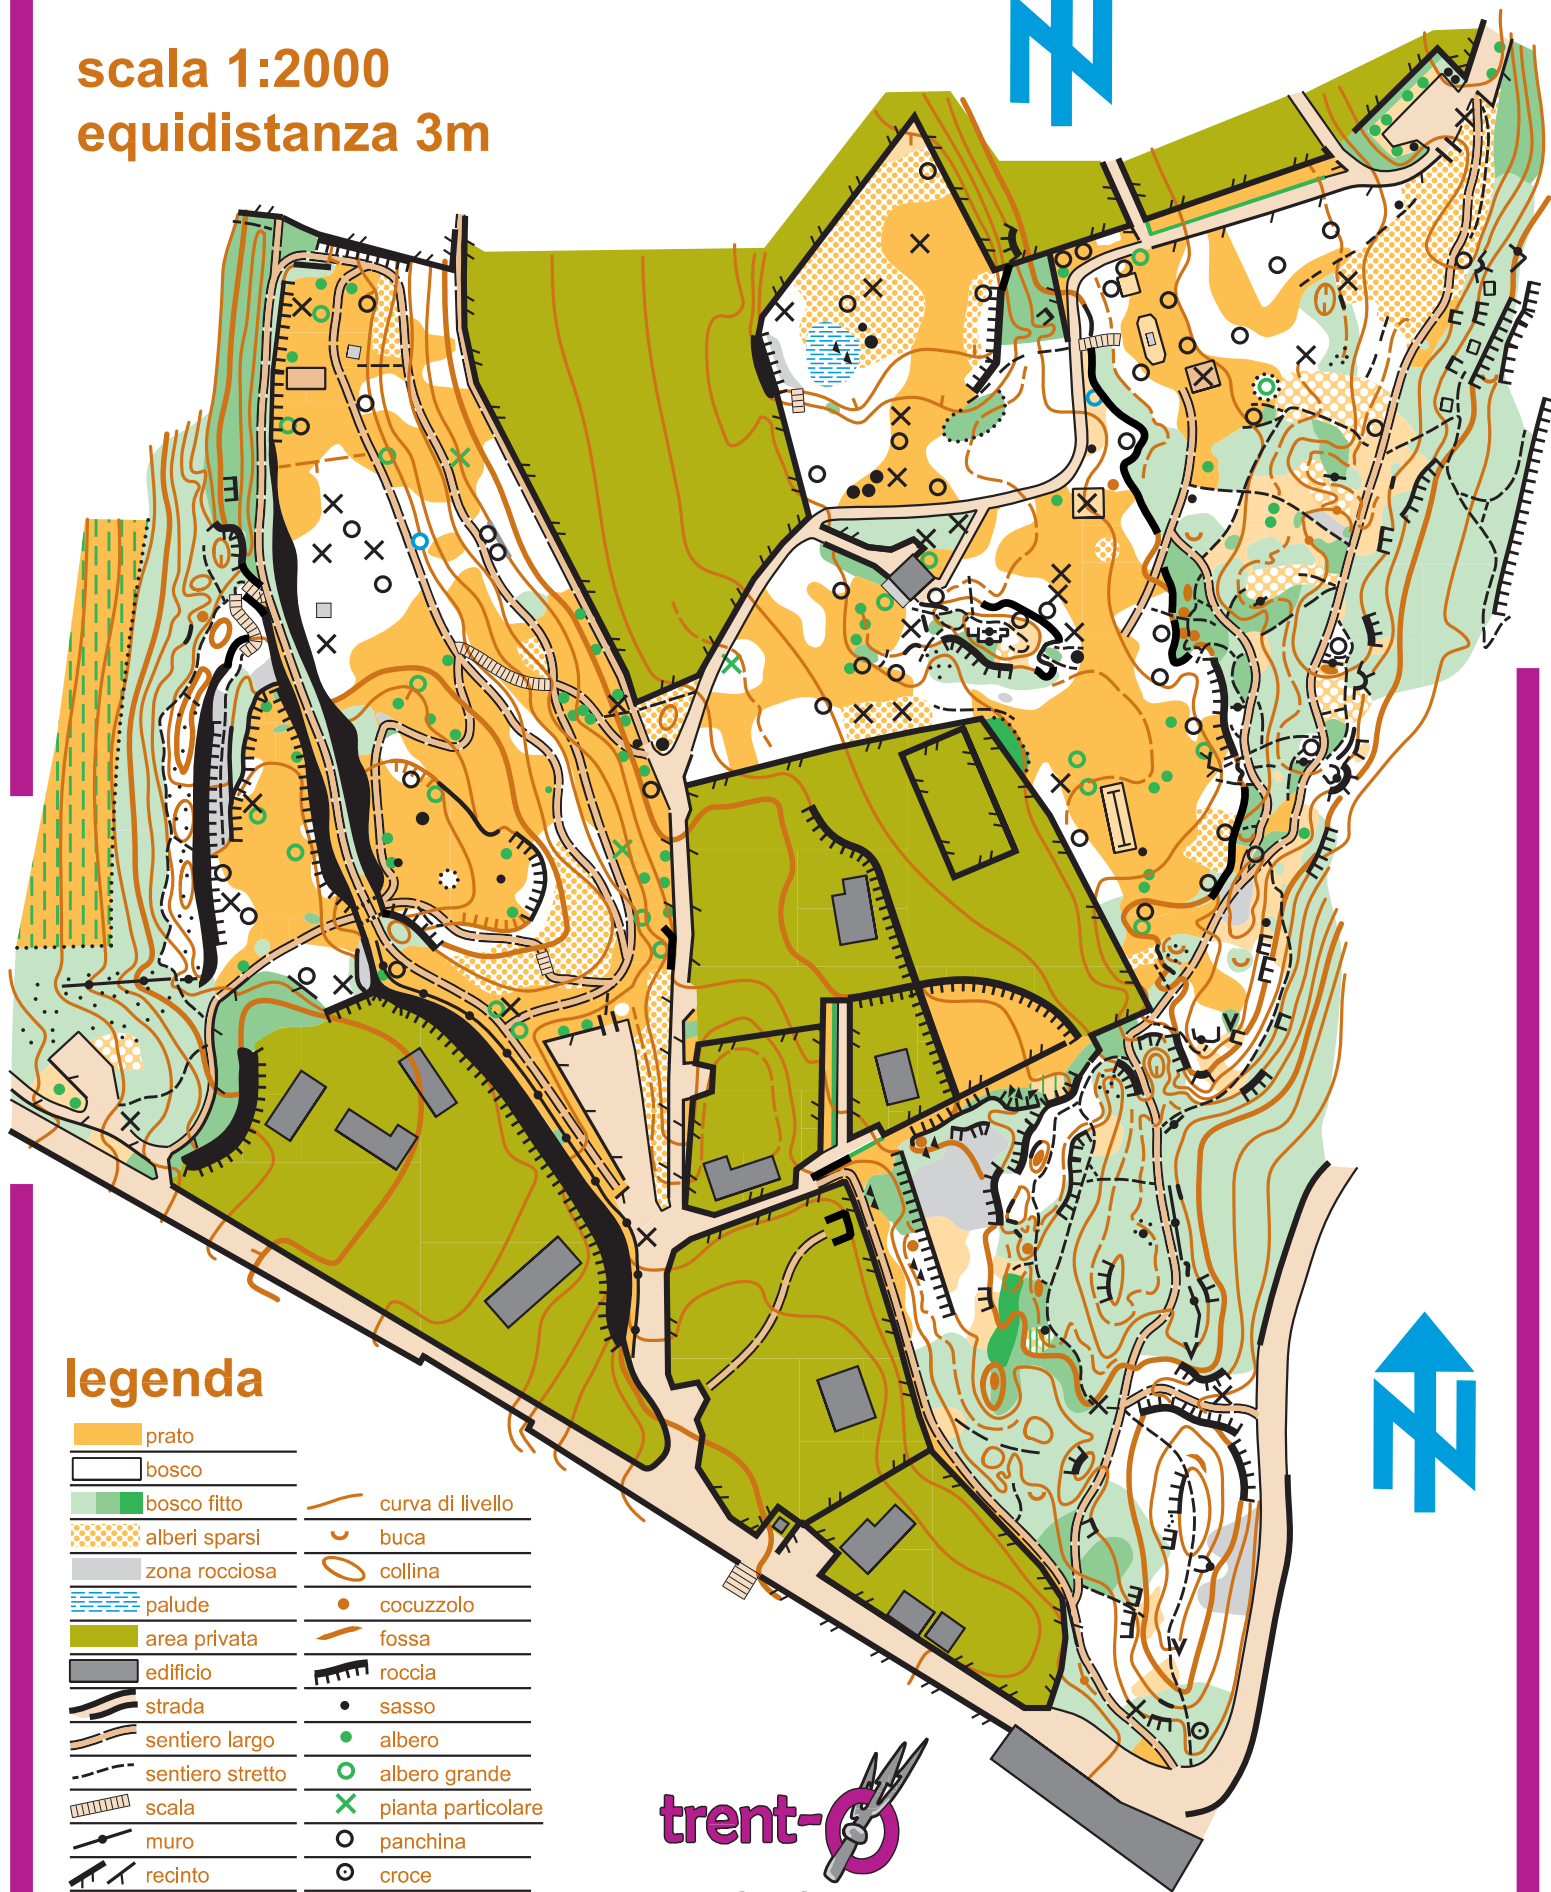 scala 1:2000
equidistanza 3m
N
N
legenda
prato
bosco
bosco fitto
alberi sparsi
zona rocciosa
palude
area privata
edificio
strada
sentiero largo
sentiero stretto
scala
muro
recinto
curva di livello
buca
collina
cocuzzolo
fossa
roccia
sasso
albero
albero grande
pianta particolare
panchina
croce
trent-O